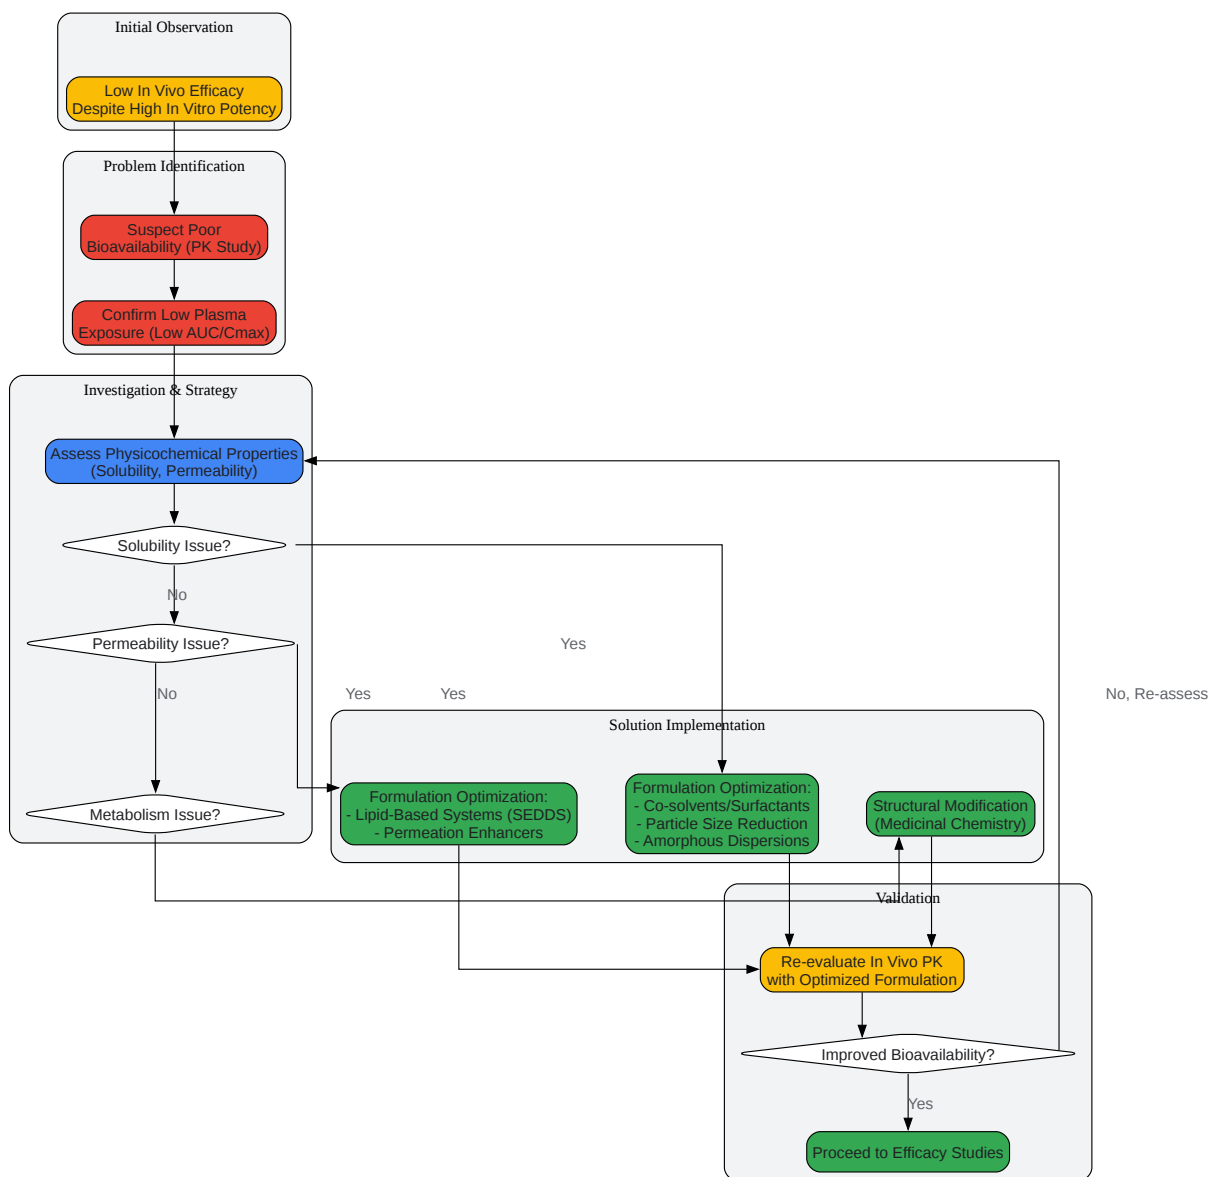 Initial Observation
Low In Vivo Efficacy
Despite High In Vitro Potency
Problem Identification
Suspect Poor
Bioavailability (PK Study)
Confirm Low Plasma
Exposure (Low AUC/Cmax)
Investigation & Strategy
Assess Physicochemical Properties
(Solubility, Permeability)
Solubility Issue?
No
Permeability Issue?
Yes
No
Yes
Yes
No, Re-assess
Solution Implementation
Metabolism Issue?
Formulation Optimization:
- Lipid-Based Systems (SEDDS)
- Permeation Enhancers
Formulation Optimization:
- Co-solvents/Surfactants
- Particle Size Reduction
- Amorphous Dispersions
Structural Modification
(Medicinal Chemistry)
Validation
Re-evaluate In Vivo PK
with Optimized Formulation
Improved Bioavailability?
Yes
Proceed to Efficacy Studies